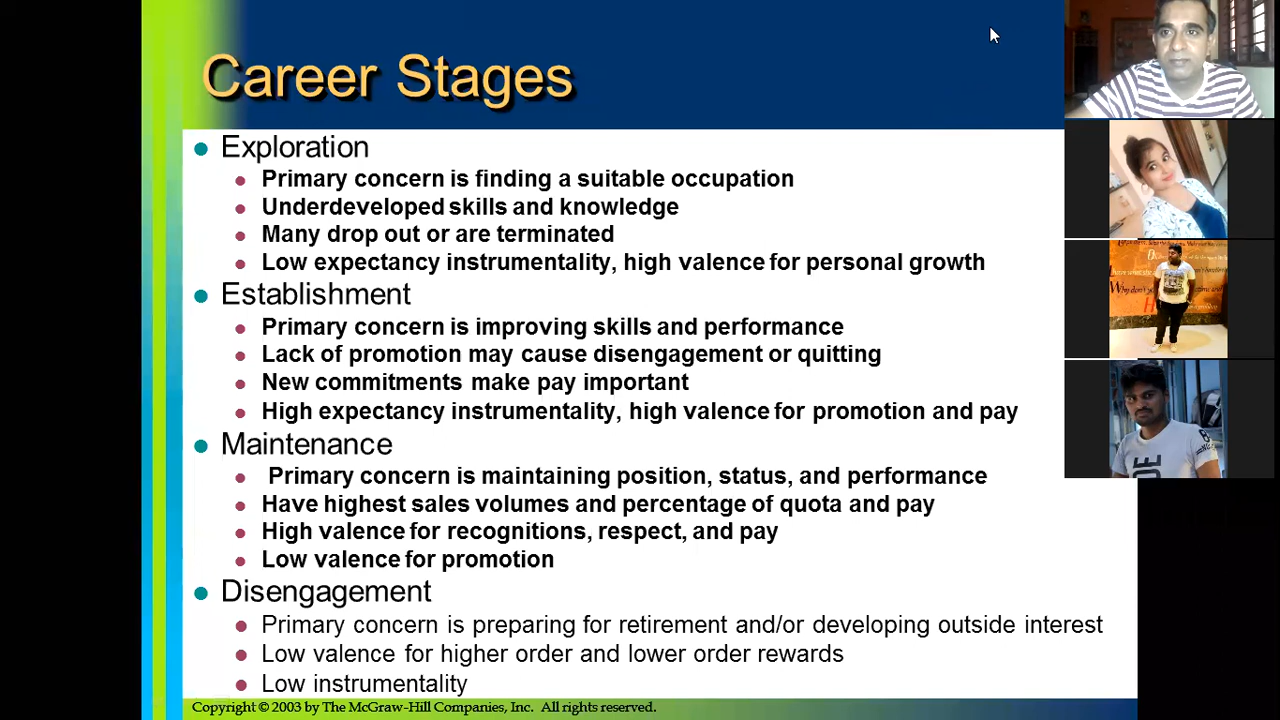 Career Stages
Exploration
Primary concern is finding a suitable occupation
Underdeveloped skills and knowledge
Many drop out or are terminated
Low expectancy instrumentality, high valence for personal growth
Establishment
Primary concern is improving skills and performance
Lack of promotion may cause disengagement or quitting
New commitments make pay important
High expectancy instrumentality, high valence for promotion and pay
Maintenance
Primary concern is maintaining position, status, and performance
Have highest sales volumes and percentage of quota and pay
High valence for recognitions, respect, and pay
Low valence for promotion
Disengagement
Primary concern is preparing for retirement and/or developing outside interest
Low valence for higher order and lower order rewards
Low instrumentality
Copyright © 2003 by The McGraw-Hill Companies, Inc. All rights reserved.